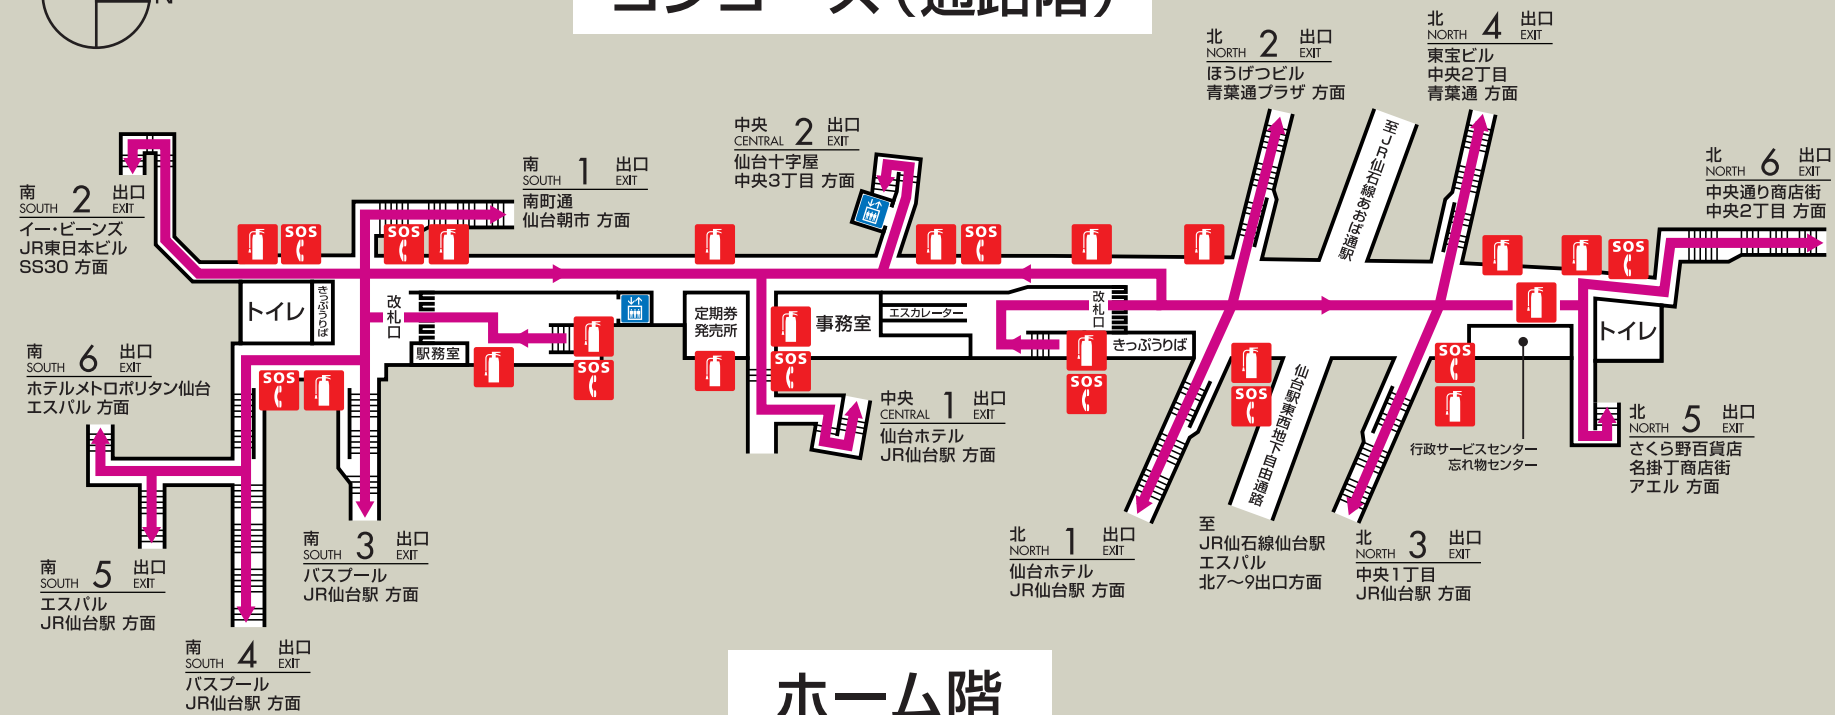 コンコース(通路階)
N
北 NORTH 2 出口 EXIT
ほうげつビル
青葉通プラザ 方面
北 NORTH 4 出口 EXIT
東宝ビル
中央2丁目
青葉通 方面
中央 CENTRAL 2 出口 EXIT
仙台十字屋
中央3丁目 方面
南 SOUTH 1 出口 EXIT
南町通
仙台朝市 方面
北 NORTH 6 出口 EXIT
中央通り商店街
中央2丁目 方面
南 SOUTH 2 出口 EXIT
イー・ビーンズ
JR東日本ビル
SS30 方面
至JR仙石線あおば通駅
SOS
SOS
SOS
SOS
トイレ
きっぷうりば
改札口
駅務室
定期券
発売所
事務室
エスカレーター
改札口
きっぷうりば
トイレ
SOS
SOS
SOS
SOS
SOS
SOS
南 SOUTH 6 出口 EXIT
ホテルメトロポリタン仙台
エスパル 方面
中央 CENTRAL 1 出口 EXIT
仙台ホテル
JR仙台駅 方面
仙台駅東西地下自由通路
行政サービスセンター
忘れ物センター
北 NORTH 5 出口 EXIT
さくら野百貨店
名掛丁商店街
アエル 方面
南 SOUTH 5 出口 EXIT
エスパル
JR仙台駅 方面
南 SOUTH 3 出口 EXIT
バスプール
JR仙台駅 方面
北 NORTH 1 出口 EXIT
仙台ホテル
JR仙台駅 方面
至
JR仙石線仙台駅
エスパル
北7〜9出口方面
北 NORTH 3 出口 EXIT
中央1丁目
JR仙台駅 方面
南 SOUTH 4 出口 EXIT
バスプール
JR仙台駅 方面
ホーム階